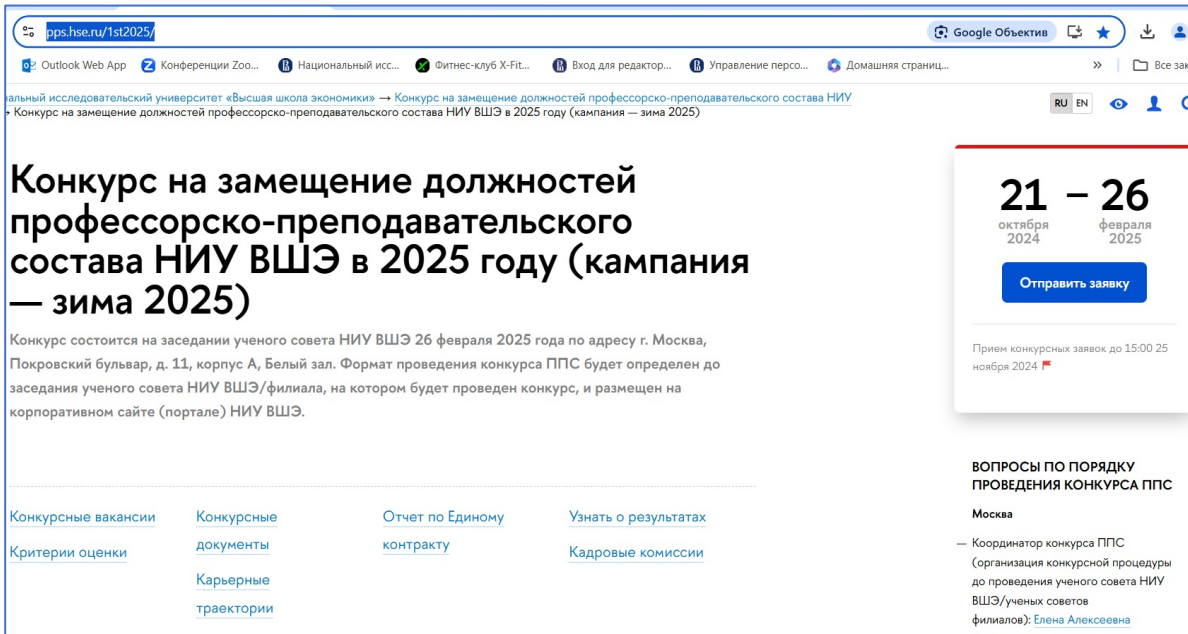 pps.hse.ru/1st2025/
Google Объектив
Outlook Web App
Конференции Zoo...
Национальный исс...
Фитнес-клуб X-Fit...
Вход для редактор...
Управление персо...
Домашняя страниц...
»
Все зак
нальный исследовательский университет «Высшая школа экономики» → Конкурс на замещение должностей профессорско-преподавательского состава НИУ
→ Конкурс на замещение должностей профессорско-преподавательского состава НИУ ВШЭ в 2025 году (кампания — зима 2025)
RU EN
Конкурс на замещение должностей
профессорско-преподавательского
состава НИУ ВШЭ в 2025 году (кампания
— зима 2025)
Конкурс состоится на заседании ученого совета НИУ ВШЭ 26 февраля 2025 года по адресу г. Москва,
Покровский бульвар, д. 11, корпус А, Белый зал. Формат проведения конкурса ППС будет определен до
заседания ученого совета НИУ ВШЭ/филиала, на котором будет проведен конкурс, и размещен на
корпоративном сайте (портале) НИУ ВШЭ.
Конкурсные вакансии
Критерии оценки
Конкурсные
документы
Карьерные
траектории
Отчет по Единому
контракту
Узнать о результатах
Кадровые комиссии
21 – 26
октября февраля
2024 2025
Отправить заявку
Прием конкурсных заявок до 15:00 25
ноября 2024
ВОПРОСЫ ПО ПОРЯДКУ
ПРОВЕДЕНИЯ КОНКУРСА ППС
Москва
— Координатор конкурса ППС
(организация конкурсной процедуры
до проведения ученого совета НИУ
ВШЭ/ученых советов
филиалов): Елена Алексеевна